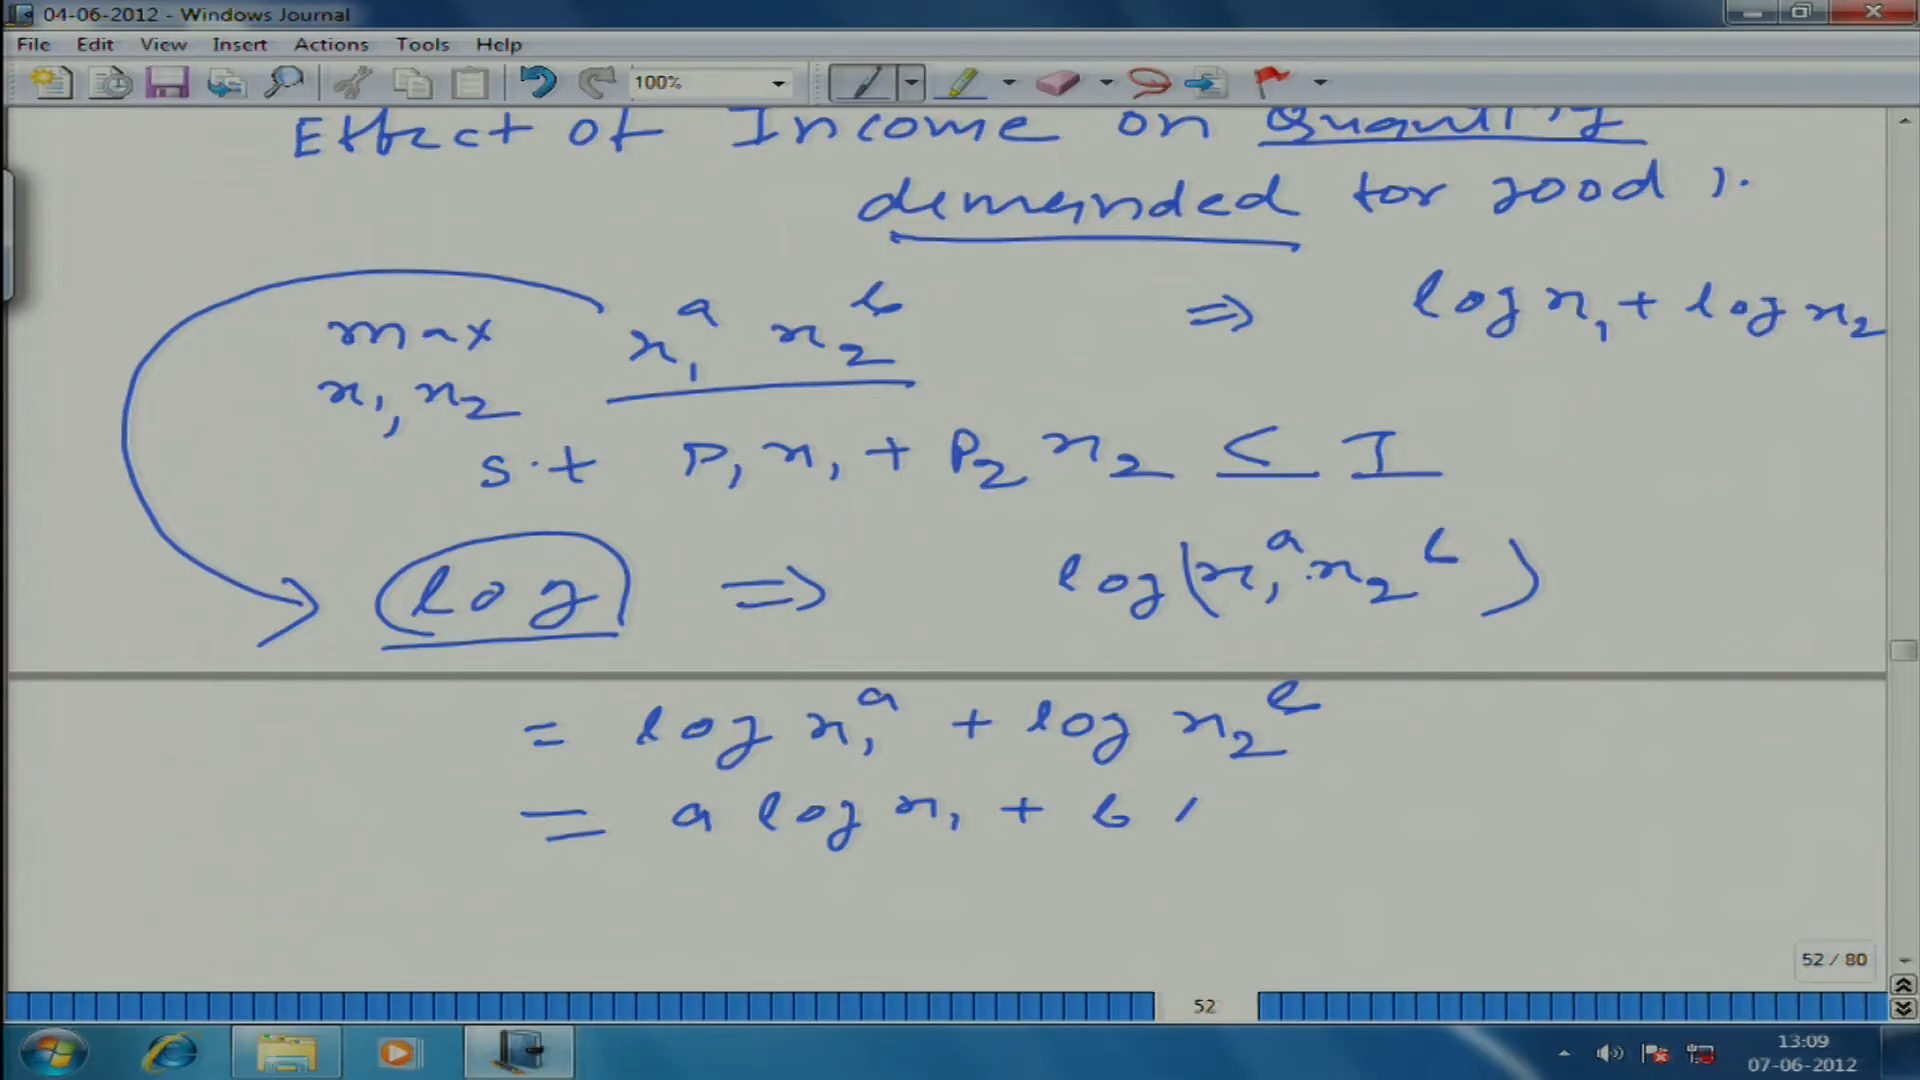 04-06-2012 - Windows Journal
File Edit View Insert Actions Tools Help
100%
Effect of Income on Quantity
demanded for good 1.
max x₁ᵃ x₂ᵇ ⇒ log x₁ + log x₂
x₁, x₂
s.t P₁x₁ + P₂x₂ ≤ I
log ⇒ log(x₁ᵃ.x₂ᵇ)
= log x₁ᵃ + log x₂ᵇ
= a log x₁ + b
52 / 80
52
13:09
07-06-2012